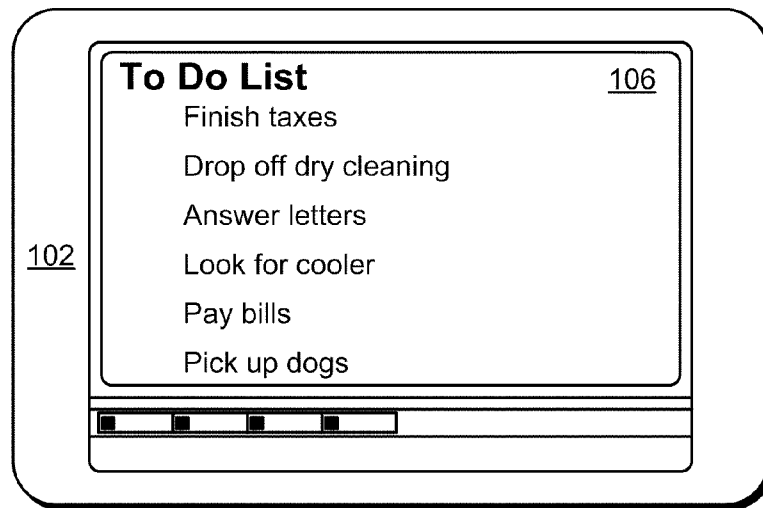 To Do List 106
Finish taxes
Drop off dry cleaning
Answer letters
102
Look for cooler
Pay bills
Pick up dogs